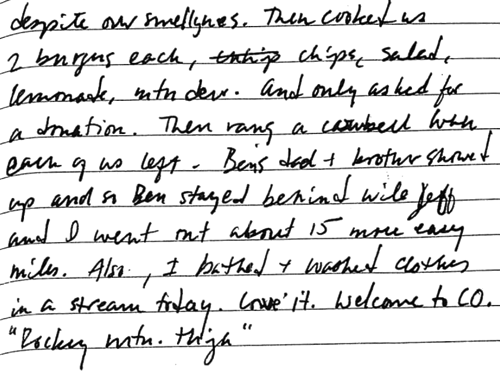 despite our smellyness. Then cooked us
2 burgers each, chips, salad,
lemonade, mtn dew. And only asked for
a donation. Then rang a cowbell when
each of us left. Ben's dad + brother showed
up and so Ben stayed behind wile Jeff
and I went out about 15 more easy
miles. Also, I bathed + washed clothes
in a stream today. Love it. Welcome to CO.
"Rockey mtn. thigh"